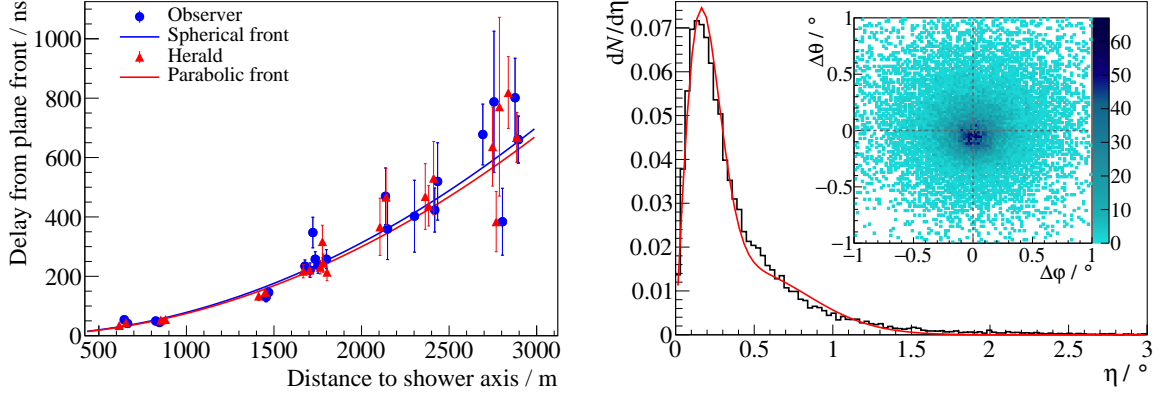 Delay from plane front / ns
1000
800
600
400
200
0
Observer
Spherical front
Herald
Parabolic front
500 1000 1500 2000 2500 3000
Distance to shower axis / m
dN/dη
0.07
0.06
0.05
0.04
0.03
0.02
0.01
0
0 0.5 1 1.5 2 2.5 3
η / °
Δθ / °
1
0.5
0
−0.5
−1
−1 −0.5 0 0.5 1
Δφ / °
60
50
40
30
20
10
0